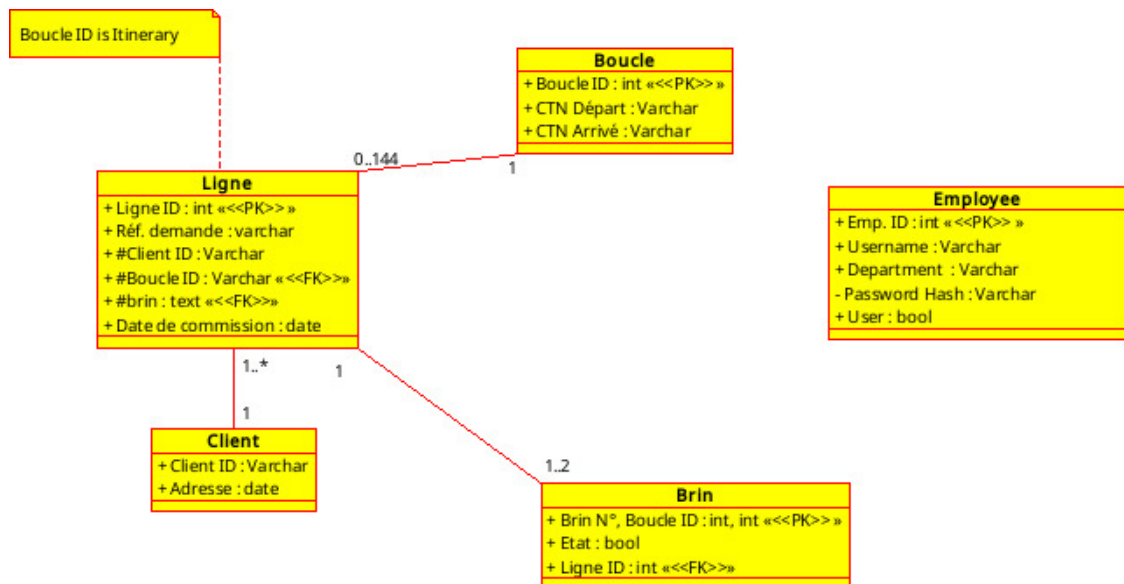 Boucle ID is Itinerary
Boucle
+ Boucle ID : int «<<PK>> »
+ CTN Départ : Varchar
+ CTN Arrivé : Varchar
0..144
1
Ligne
+ Ligne ID : int «<<PK>> »
+ Réf. demande : varchar
+ #Client ID : Varchar
+ #Boucle ID : Varchar «<<FK>>»
+ #brin : text «<<FK>>»
+ Date de commission : date
Employee
+ Emp. ID : int «<<PK>> »
+ Username : Varchar
+ Department : Varchar
- Password Hash : Varchar
+ User : bool
1..*
1
1
1..2
Client
+ Client ID : Varchar
+ Adresse : date
Brin
+ Brin N°, Boucle ID : int, int «<<PK>> »
+ Etat : bool
+ Ligne ID : int «<<FK>>»